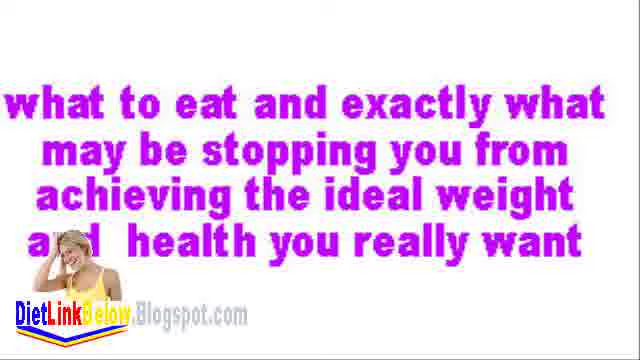 what to eat and exactly what
may be stopping you from
achieving the ideal weight
and health you really want
DietLinkBelow.Blogspot.com